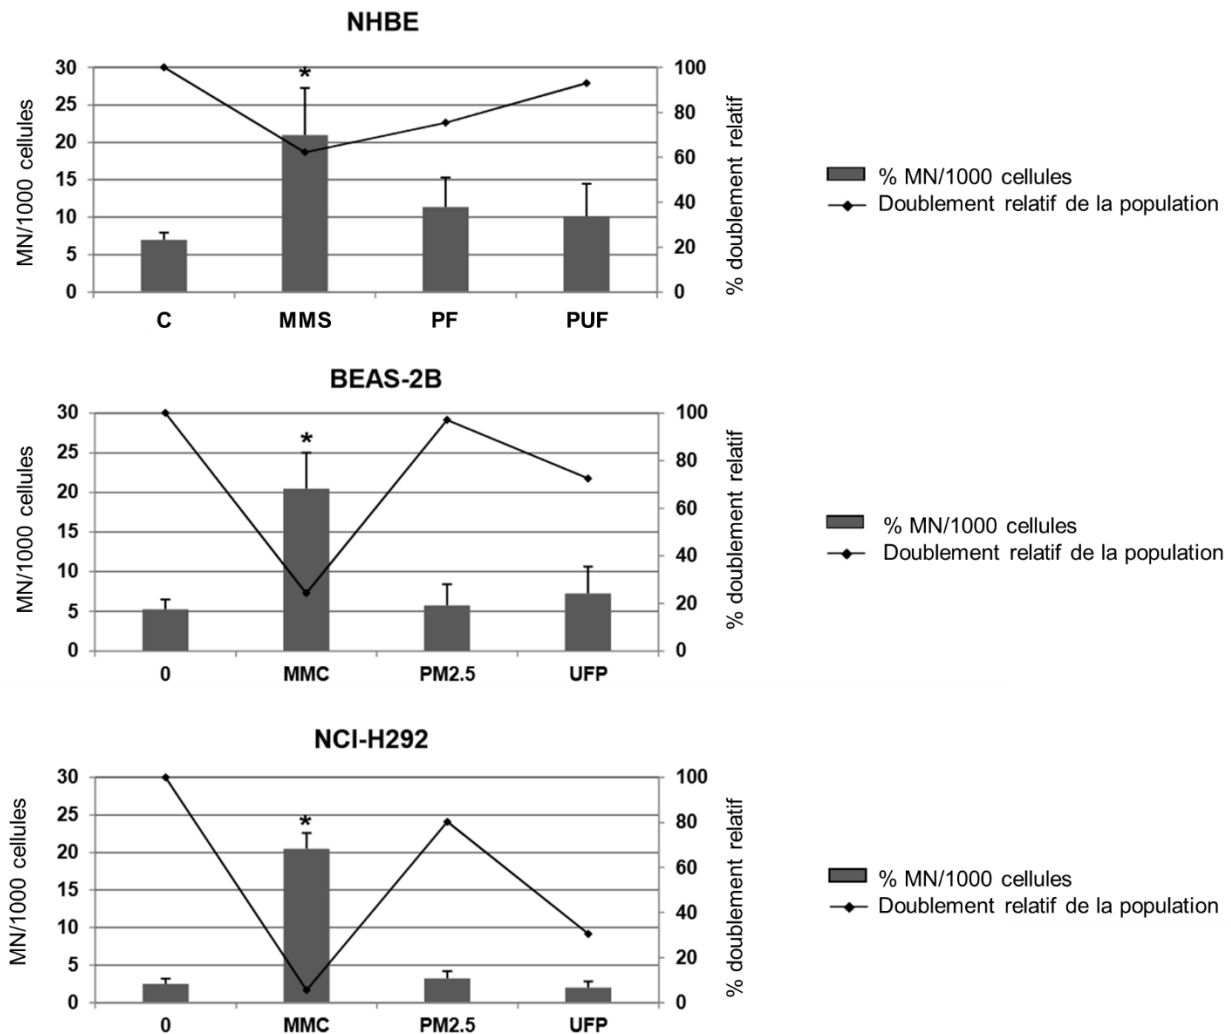 NHBE
MN/1000 cellules
30
25
20
15
10
5
0
*
100
80
60
40
20
0
% doublement relatif
C MMS PF PUF
% MN/1000 cellules
Doublement relatif de la population
BEAS-2B
MN/1000 cellules
30
25
20
15
10
5
0
*
100
80
60
40
20
0
% doublement relatif
0 MMC PM2.5 UFP
% MN/1000 cellules
Doublement relatif de la population
NCI-H292
MN/1000 cellules
30
25
20
15
10
5
0
*
100
80
60
40
20
0
% doublement relatif
0 MMC PM2.5 UFP
% MN/1000 cellules
Doublement relatif de la population